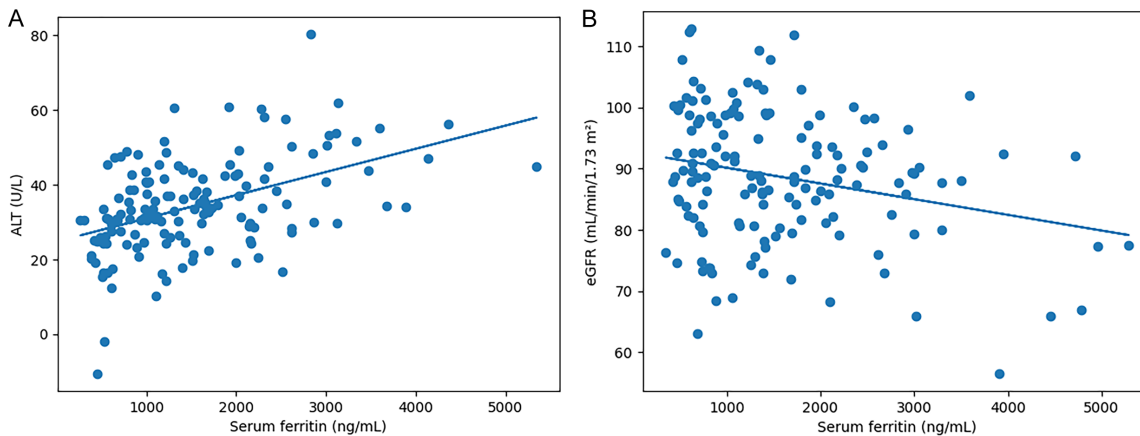 A
80
60
40
20
0
ALT (U/L)
1000 2000 3000 4000 5000
Serum ferritin (ng/mL)
B
110
100
90
80
70
60
eGFR (mL/min/1.73 m²)
1000 2000 3000 4000 5000
Serum ferritin (ng/mL)